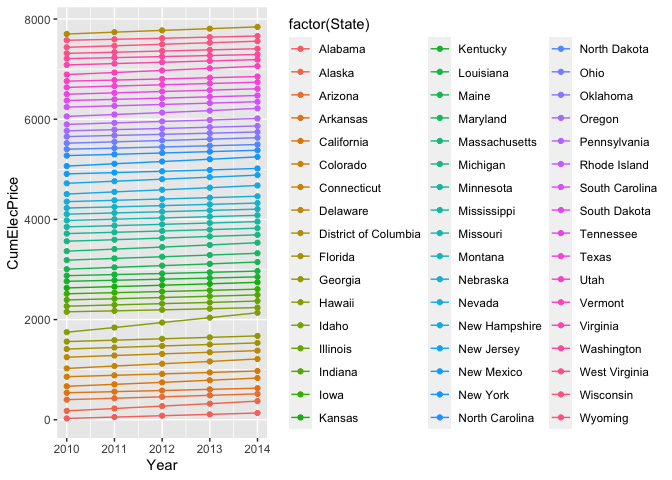 CumElecPrice
8000
6000
4000
2000
0
2010 2011 2012 2013 2014
Year
factor(State)
Alabama
Alaska
Arizona
Arkansas
California
Colorado
Connecticut
Delaware
District of Columbia
Florida
Georgia
Hawaii
Idaho
Illinois
Indiana
Iowa
Kansas
Kentucky
Louisiana
Maine
Maryland
Massachusetts
Michigan
Minnesota
Mississippi
Missouri
Montana
Nebraska
Nevada
New Hampshire
New Jersey
New Mexico
New York
North Carolina
North Dakota
Ohio
Oklahoma
Oregon
Pennsylvania
Rhode Island
South Carolina
South Dakota
Tennessee
Texas
Utah
Vermont
Virginia
Washington
West Virginia
Wisconsin
Wyoming